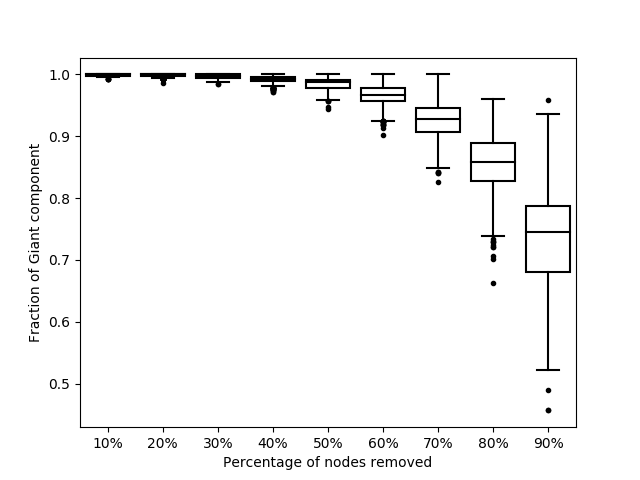 1.0
0.9
0.8
0.7
0.6
0.5
Fraction of Giant component
10% 20% 30% 40% 50% 60% 70% 80% 90%
Percentage of nodes removed